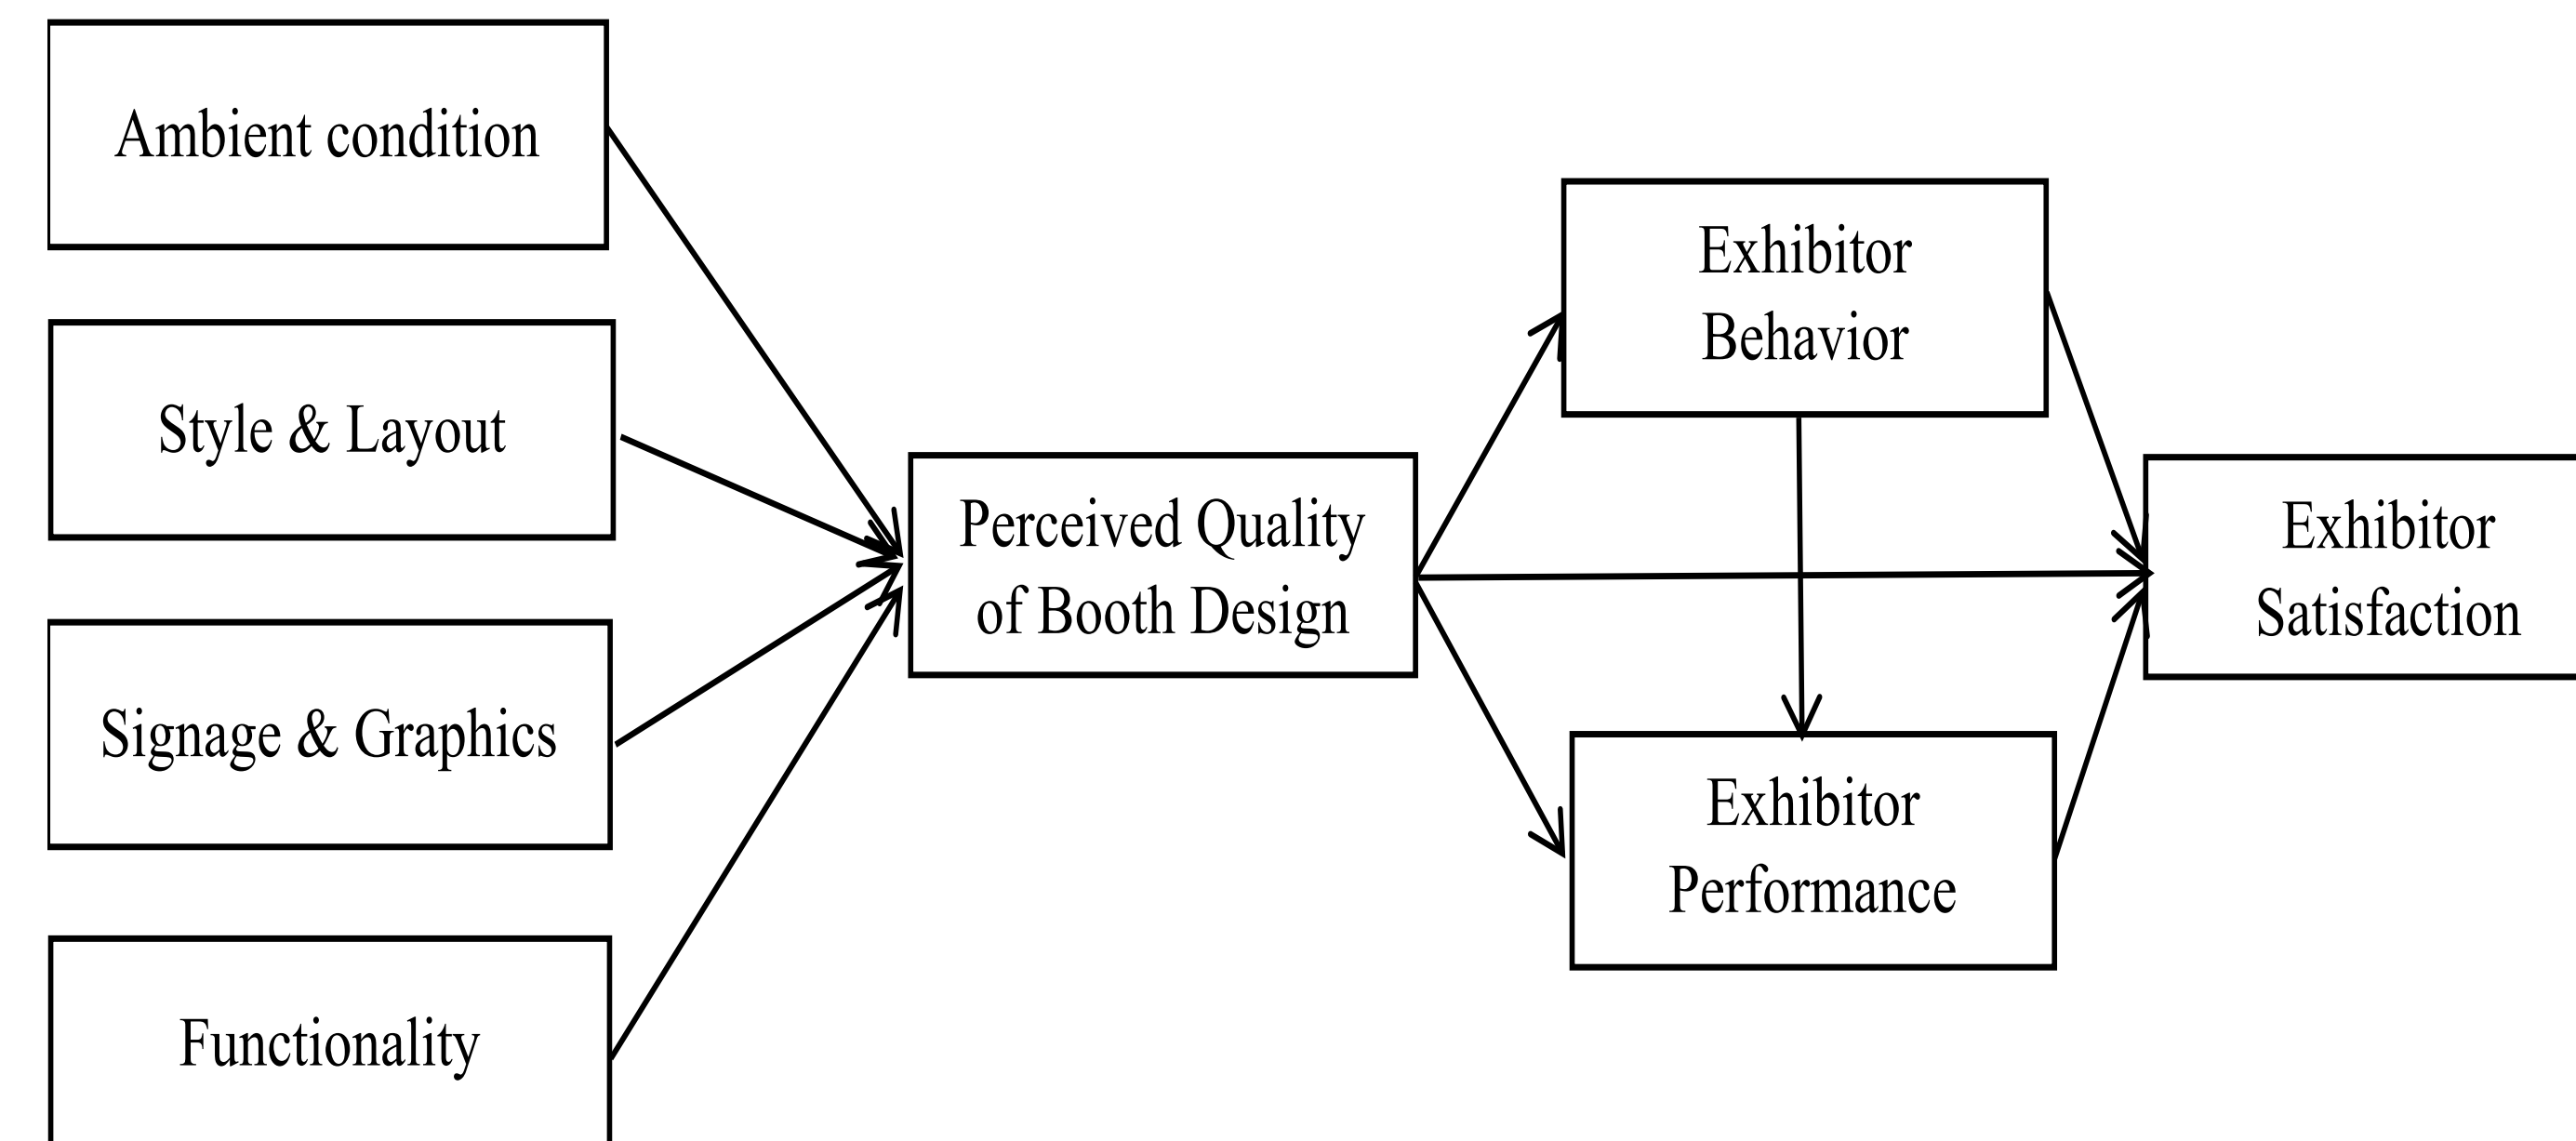 Ambient condition
Style & Layout
Signage & Graphics
Functionality
Perceived Quality
of Booth Design
Exhibitor
Behavior
Exhibitor
Performance
Exhibitor
Satisfaction